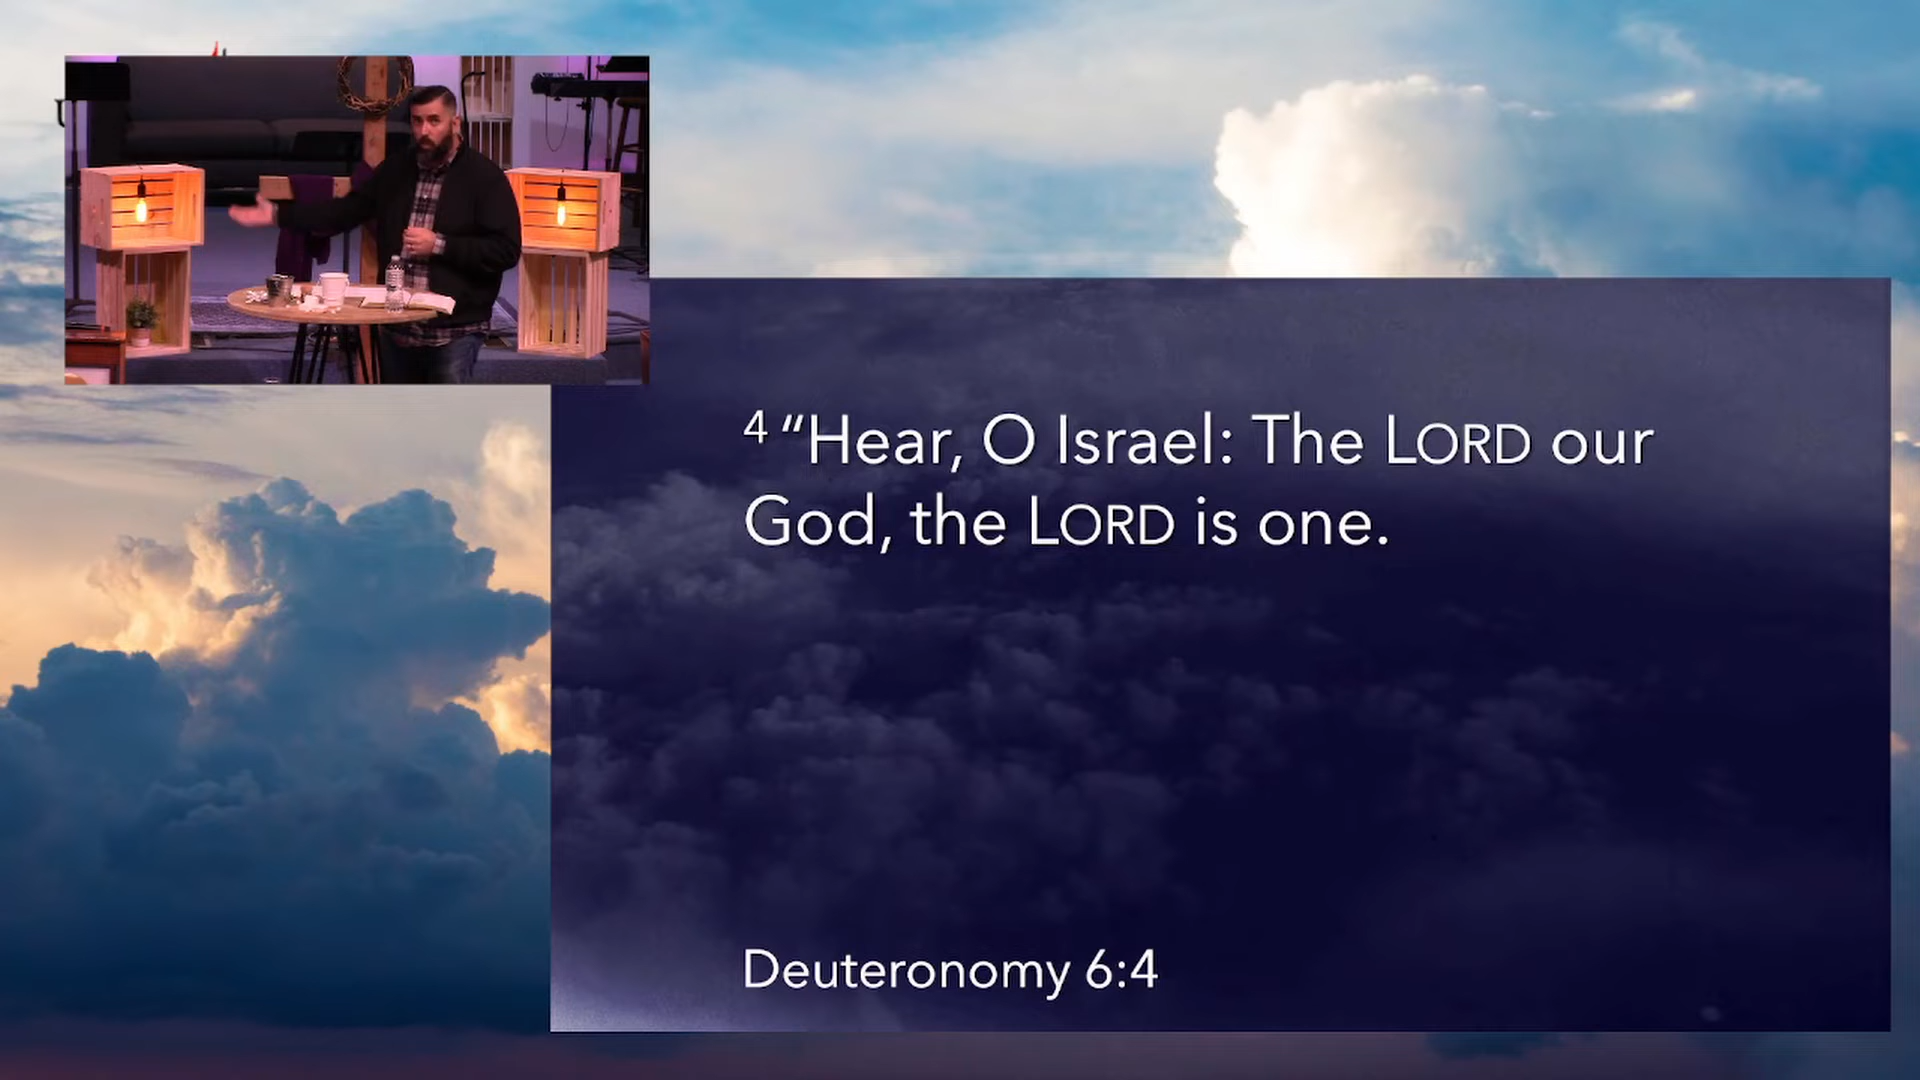 4 “Hear, O Israel: The LORD our
God, the LORD is one.
Deuteronomy 6:4